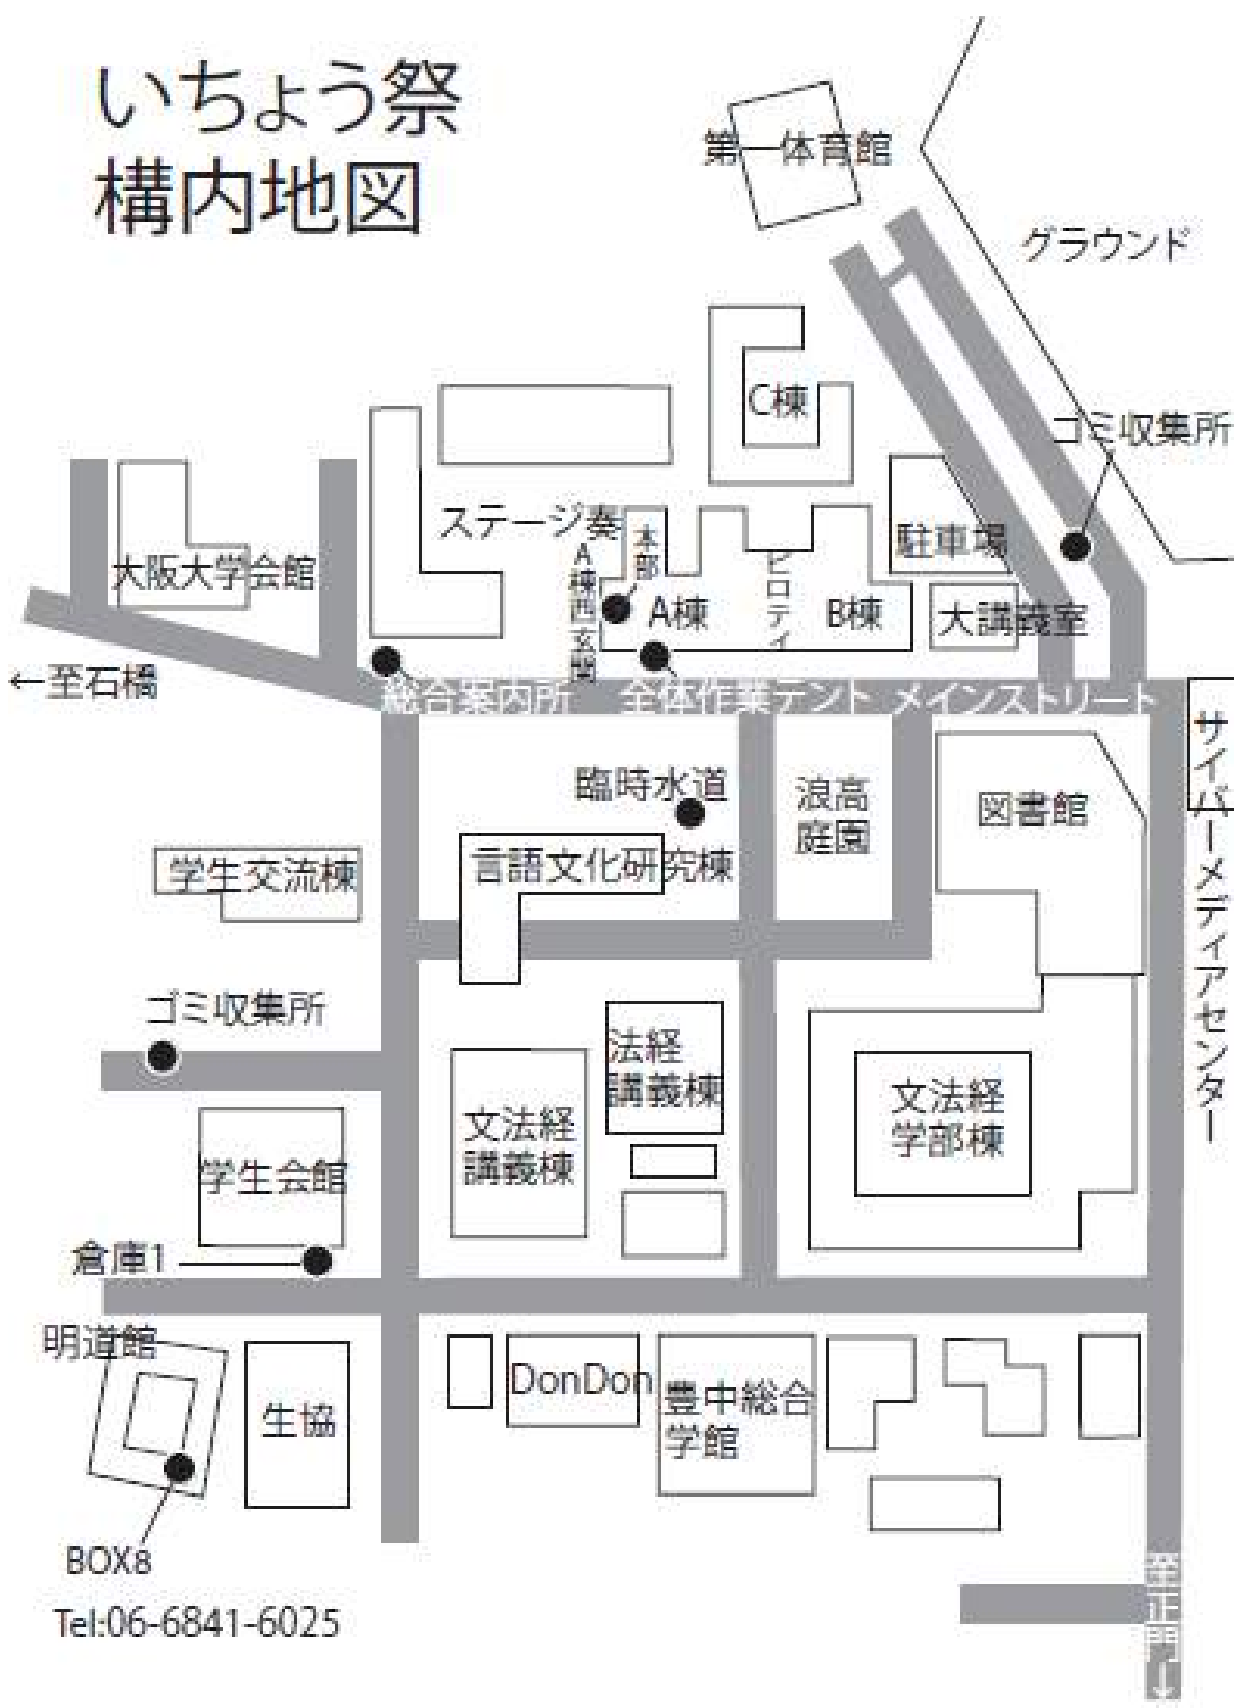 いちょう祭
構内地図
第一体育館
グラウンド
C棟
ゴミ収集所
ステージ奏
本部
A棟西玄関
ピロティ
駐車場
大阪大学会館
A棟
B棟
大講義室
←至石橋
総合案内所
全体作業テント
メインストリート
サイバーメディアセンター
臨時水道
浪高
庭園
図書館
学生交流棟
言語文化研究棟
ゴミ収集所
法経
講義棟
文法経
講義棟
文法経
学部棟
学生会館
倉庫1
明道館
生協
DonDon
豊中総合
学館
BOX8
Tel:06-6841-6025
至正門→